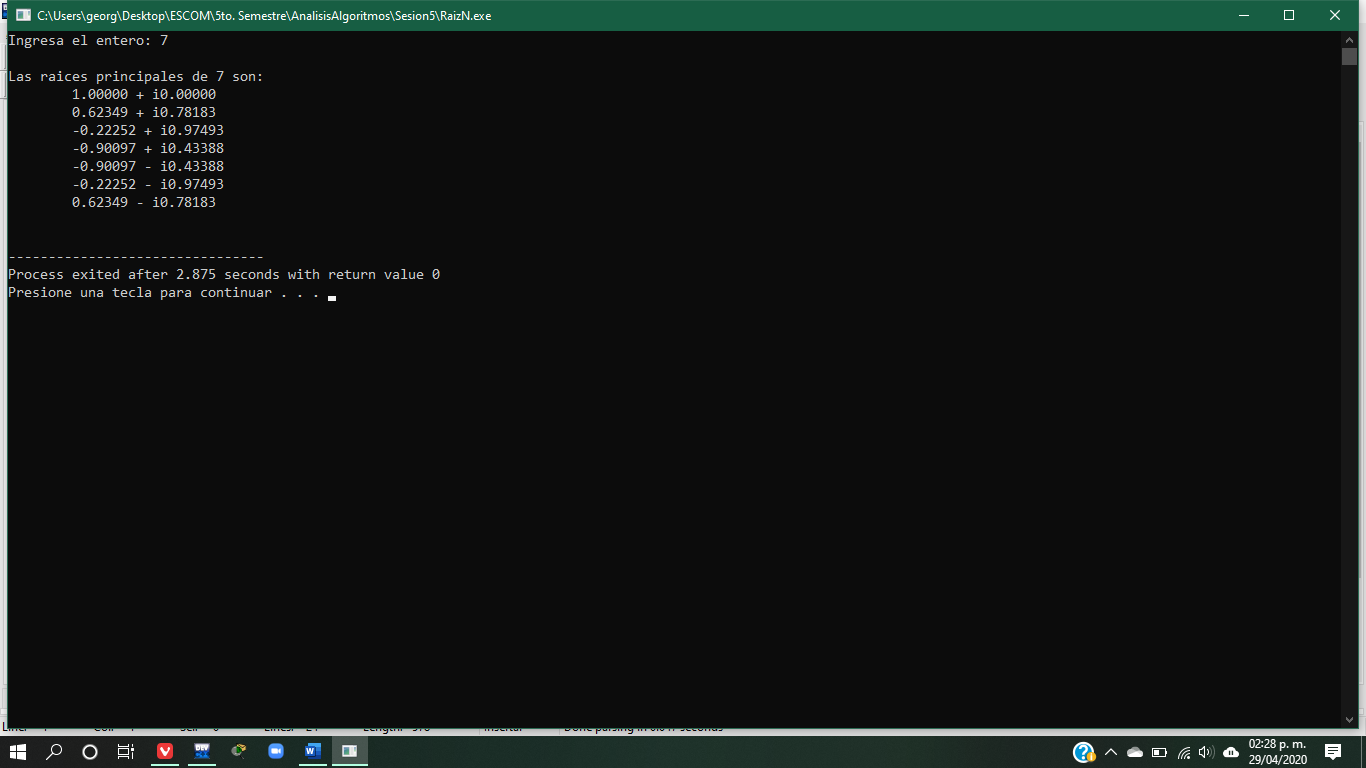 C:\Users\georg\Desktop\ESCOM\5to. Semestre\AnalisisAlgoritmos\Sesion5\RaizN.exe
Ingresa el entero: 7
Las raices principales de 7 son:
1.00000 + i0.00000
0.62349 + i0.78183
-0.22252 + i0.97493
-0.90097 + i0.43388
-0.90097 - i0.43388
-0.22252 - i0.97493
0.62349 - i0.78183
--------------------------------
Process exited after 2.875 seconds with return value 0
Presione una tecla para continuar . . .
02:28 p. m.
29/04/2020